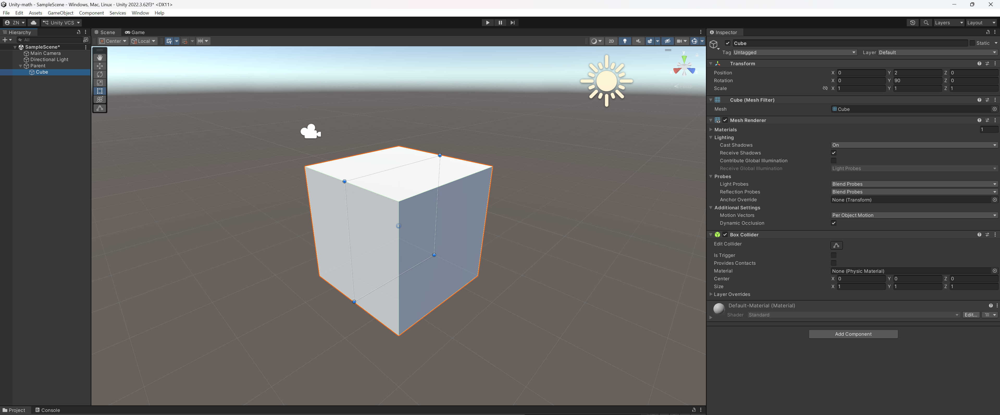 Unity-math - SampleScene - Windows, Mac, Linux - Unity 2022.3.62f3* <DX11>
File Edit Assets GameObject Component Services Window Help
ZN Unity VCS Layers Layout
Hierarchy
All
SampleScene*
Main Camera
Directional Light
Parent
Cube
Scene Game
Center Local 2D
y
x z
Persp
Inspector
Cube Static
Tag Untagged Layer Default
Transform
Position X 0 Y 2 Z 0
Rotation X 0 Y 90 Z 0
Scale X 1 Y 1 Z 1
Cube (Mesh Filter)
Mesh Cube
Mesh Renderer
Materials 1
Lighting
Cast Shadows On
Receive Shadows
Contribute Global Illumination
Receive Global Illumination Light Probes
Probes
Light Probes Blend Probes
Reflection Probes Blend Probes
Anchor Override None (Transform)
Additional Settings
Motion Vectors Per Object Motion
Dynamic Occlusion
Box Collider
Edit Collider
Is Trigger
Provides Contacts
Material None (Physic Material)
Center X 0 Y 0 Z 0
Size X 1 Y 1 Z 1
Layer Overrides
Default-Material (Material)
Shader Standard Edit...
Add Component
Project Console